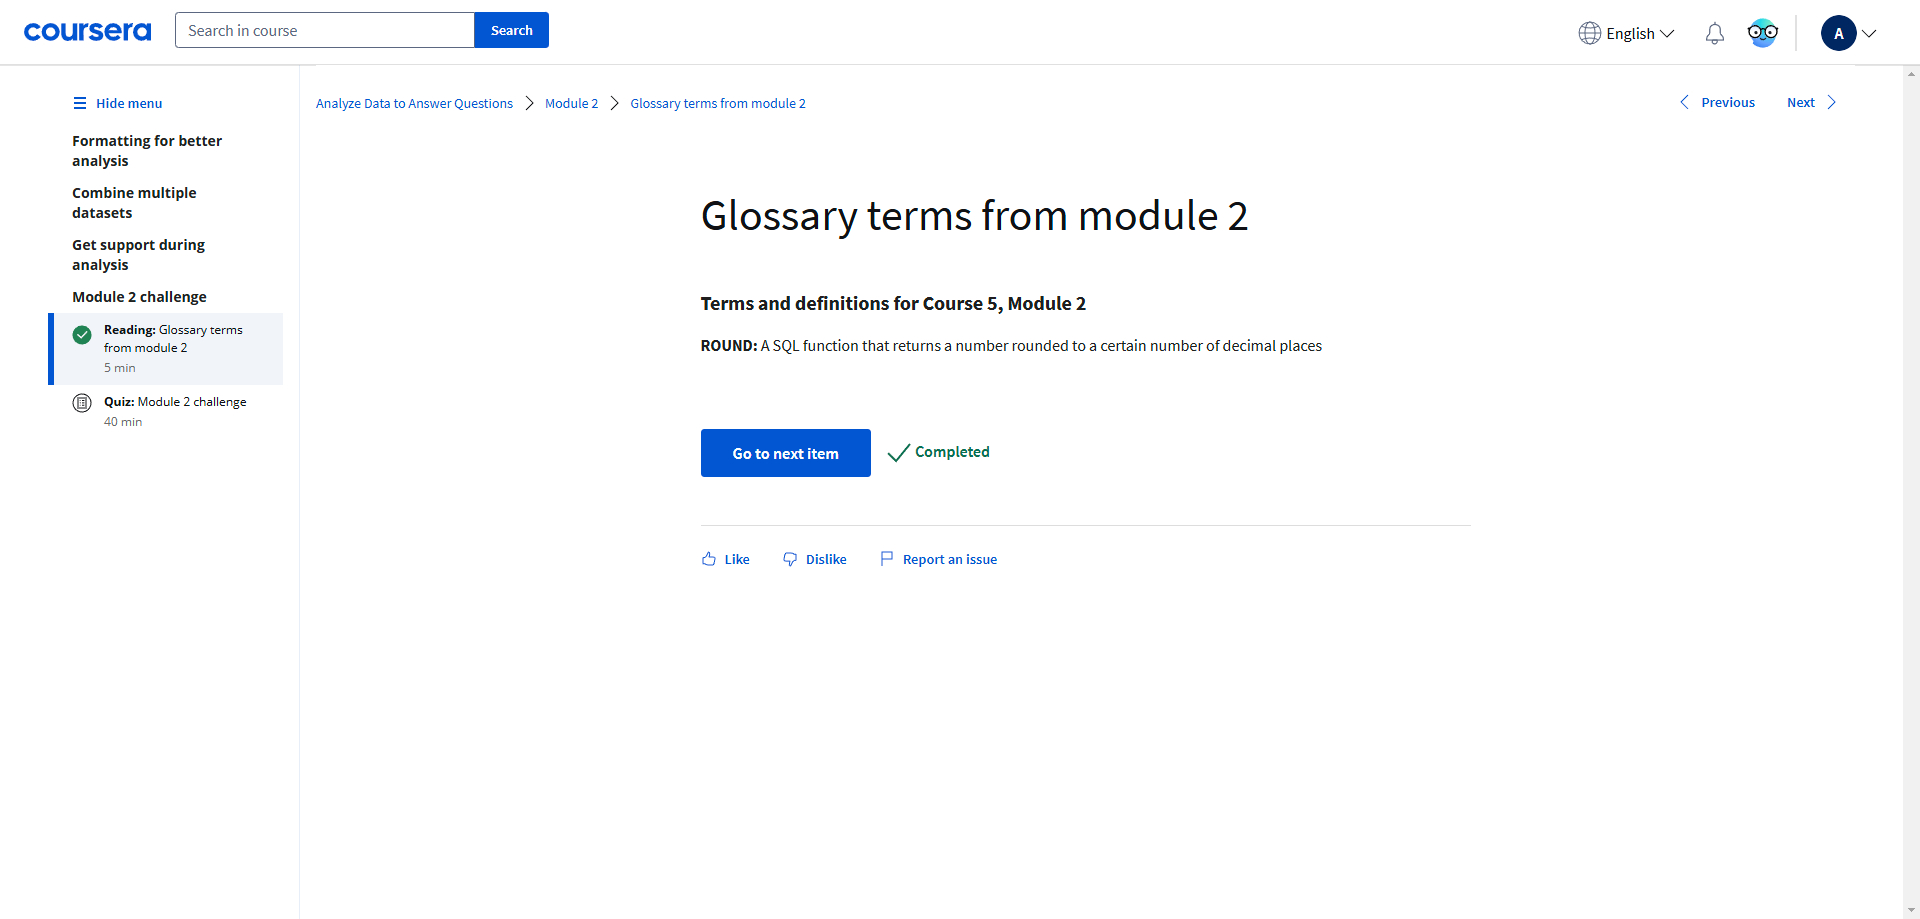 coursera
Search in course
Search
English
A
Hide menu
Formatting for better
analysis
Combine multiple
datasets
Get support during
analysis
Module 2 challenge
Reading: Glossary terms
from module 2
5 min
Quiz: Module 2 challenge
40 min
Analyze Data to Answer Questions
Module 2
Glossary terms from module 2
Previous
Next
Glossary terms from module 2
Terms and definitions for Course 5, Module 2
ROUND: A SQL function that returns a number rounded to a certain number of decimal places
Go to next item
Completed
Like
Dislike
Report an issue